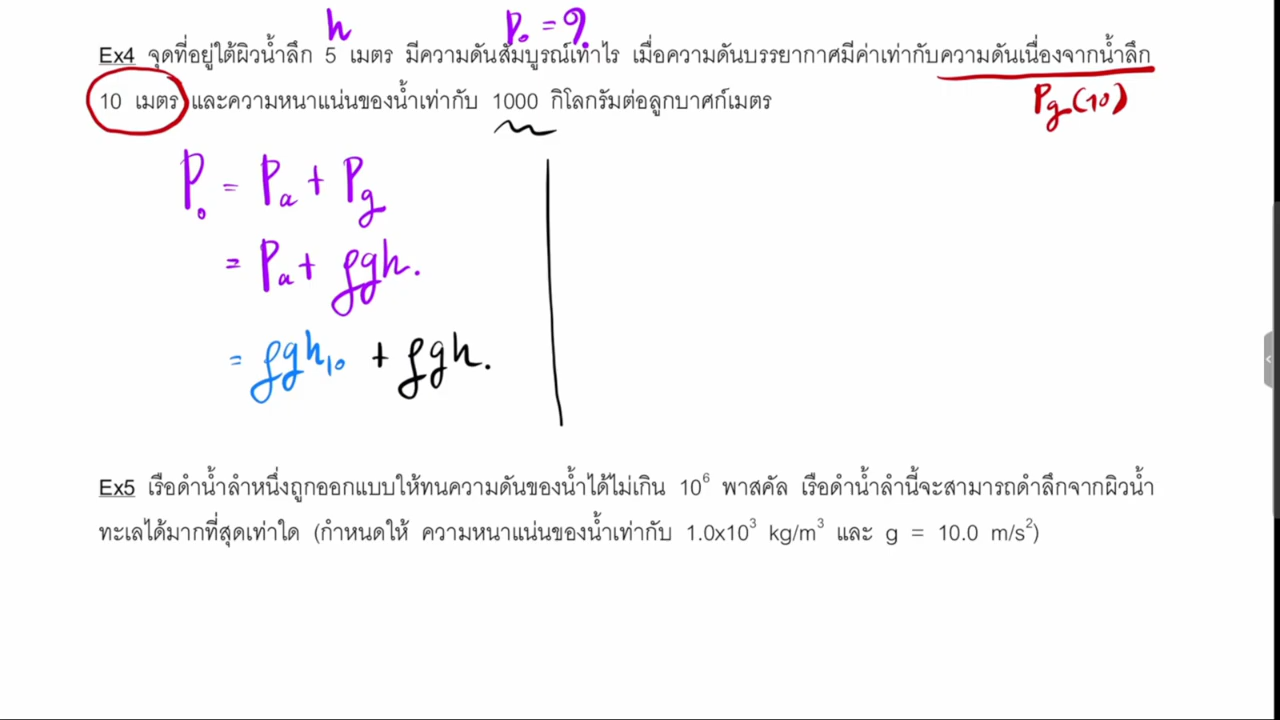 h P₀ = ?
Ex4 จุดที่อยู่ใต้ผิวน้ำลึก 5 เมตร มีความดันสัมบูรณ์เท่าไร เมื่อความดันบรรยากาศมีค่าเท่ากับความดันเนื่องจากน้ำลึก
10 เมตร และความหนาแน่นของน้ำเท่ากับ 1000 กิโลกรัมต่อลูกบาศก์เมตร
Pg(10)
P₀ = Pa + Pg
= Pa + ρgh.
= ρgh₁₀ + ρgh.
Ex5 เรือดำน้ำลำหนึ่งถูกออกแบบให้ทนความดันของน้ำได้ไม่เกิน 10⁶ พาสคัล เรือดำน้ำลำนี้จะสามารถดำลึกจากผิวน้ำ
ทะเลได้มากที่สุดเท่าใด (กำหนดให้ ความหนาแน่นของน้ำเท่ากับ 1.0x10³ kg/m³ และ g = 10.0 m/s²)